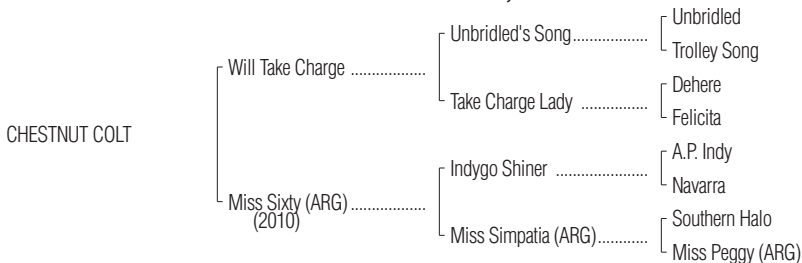 Unbridled
Unbridled's Song..................
Trolley Song
Will Take Charge ..................
Dehere
Take Charge Lady ................
Felicita
CHESTNUT COLT
A.P. Indy
Indygo Shiner ......................
Navarra
Miss Sixty (ARG) ..................
(2010)
Southern Halo
Miss Simpatia (ARG)............
Miss Peggy (ARG)